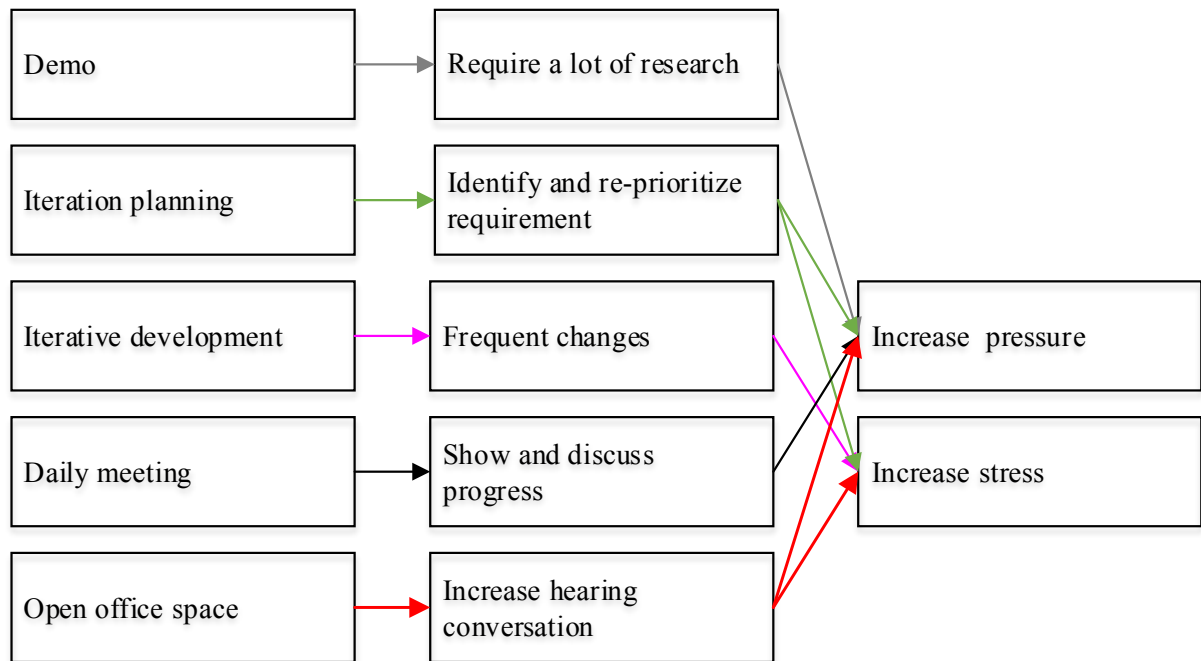 Demo
Require a lot of research
Iteration planning
Identify and re-prioritize
requirement
Iterative development
Frequent changes
Increase  pressure
Daily meeting
Show and discuss
progress
Increase stress
Open office space
Increase hearing
conversation